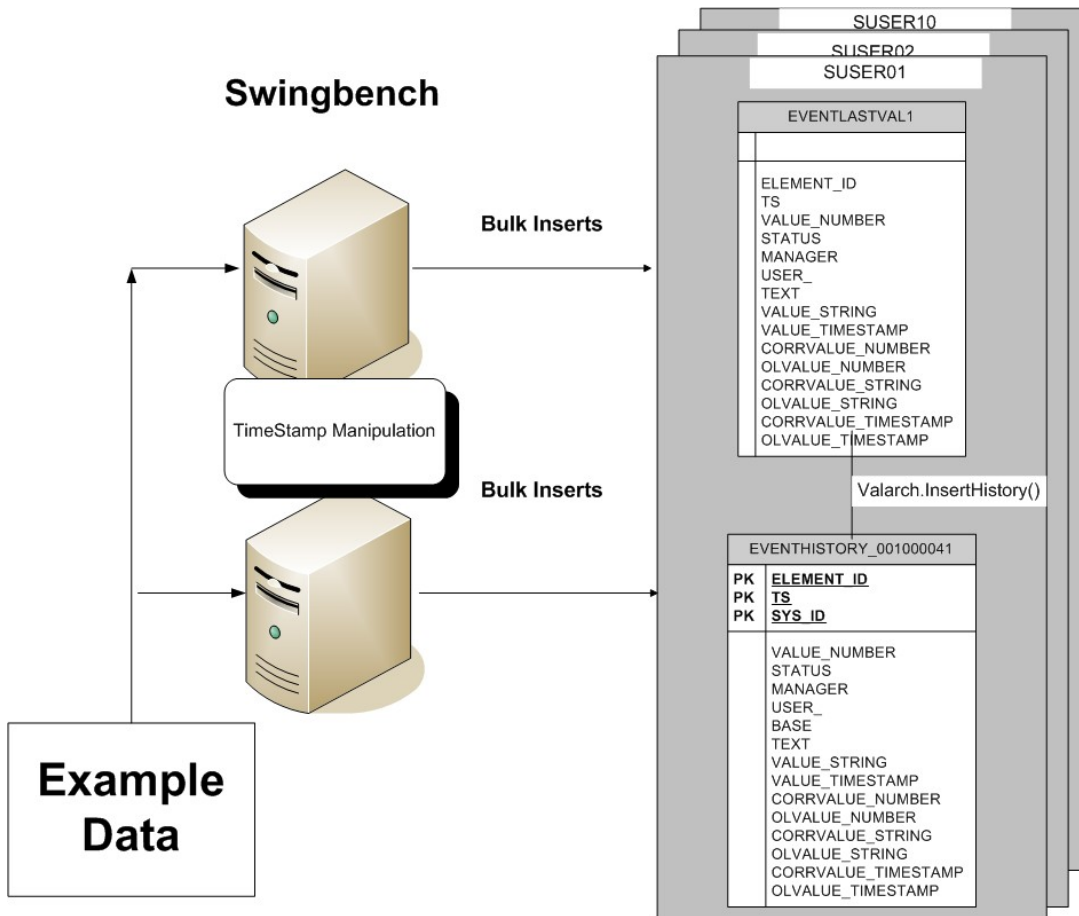 SUSER10
SUSER02
SUSER01
Swingbench
EVENTLASTVAL1
ELEMENT_ID
TS
VALUE_NUMBER
STATUS
MANAGER
USER_
TEXT
VALUE_STRING
VALUE_TIMESTAMP
CORRVALUE_NUMBER
OLVALUE_NUMBER
CORRVALUE_STRING
OLVALUE_STRING
CORRVALUE_TIMESTAMP
OLVALUE_TIMESTAMP
Bulk Inserts
TimeStamp Manipulation
Bulk Inserts
Valarch.InsertHistory()
EVENTHISTORY_001000041
PK ELEMENT_ID
PK TS
PK SYS_ID
VALUE_NUMBER
STATUS
MANAGER
USER_
BASE
TEXT
VALUE_STRING
VALUE_TIMESTAMP
CORRVALUE_NUMBER
OLVALUE_NUMBER
CORRVALUE_STRING
OLVALUE_STRING
CORRVALUE_TIMESTAMP
OLVALUE_TIMESTAMP
Example
Data